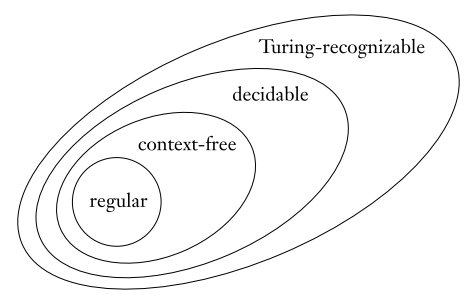 Turing-recognizable
decidable
context-free
regular